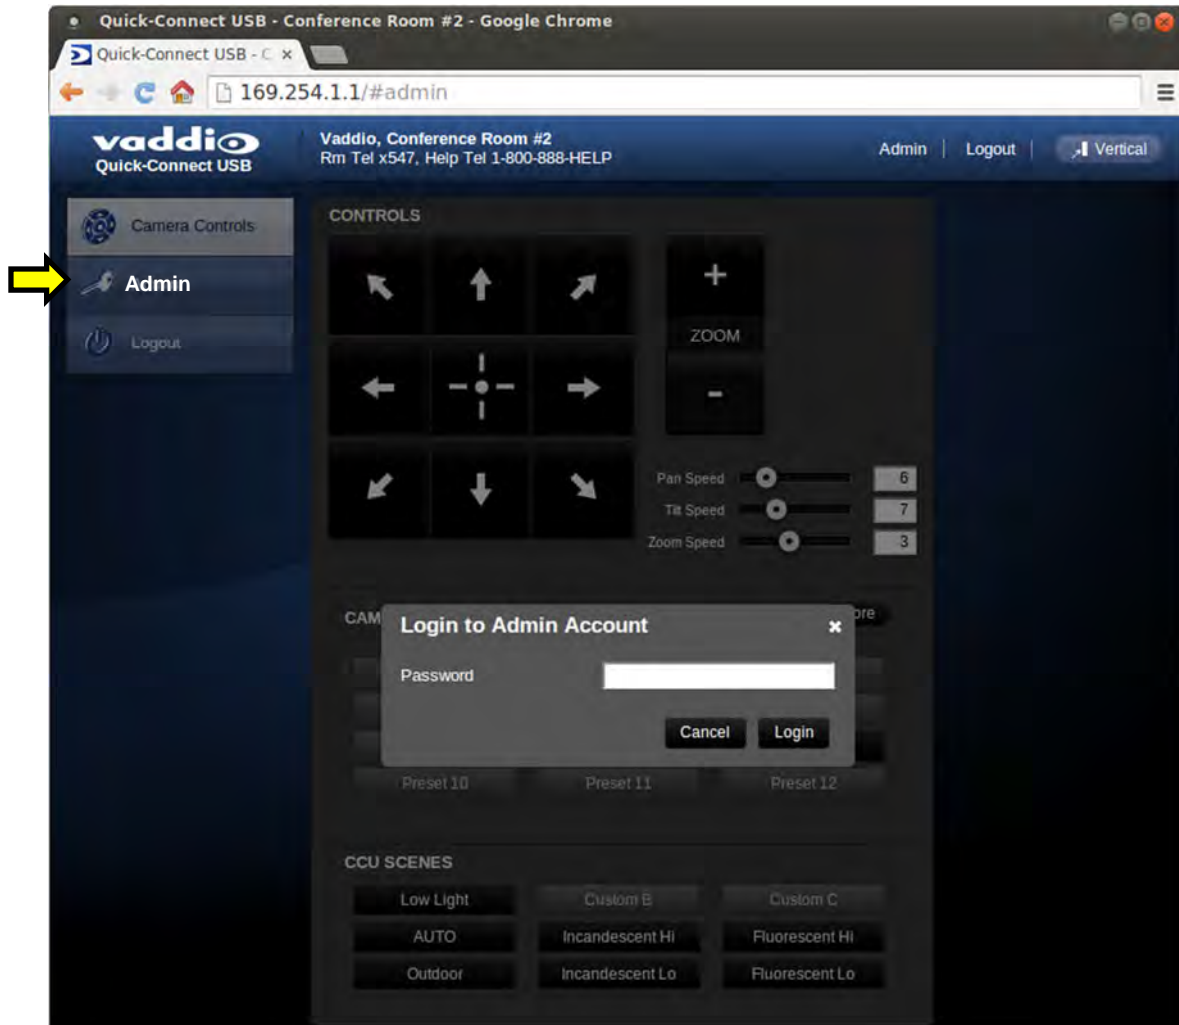 Quick-Connect USB - Conference Room #2 - Google Chrome
Quick-Connect USB - C
169.254.1.1/#admin
vaddio
Quick-Connect USB
Vaddio, Conference Room #2
Rm Tel x547, Help Tel 1-800-888-HELP
Admin
Logout
Vertical
Camera Controls
Admin
Logout
CONTROLS
+
ZOOM
-
Pan Speed 6
Tilt Speed 7
Zoom Speed 3
CAM
ore
Login to Admin Account
Password
Cancel
Login
Preset 10
Preset 11
Preset 12
CCU SCENES
Low Light
Custom B
Custom C
AUTO
Incandescent Hi
Fluorescent Hi
Outdoor
Incandescent Lo
Fluorescent Lo